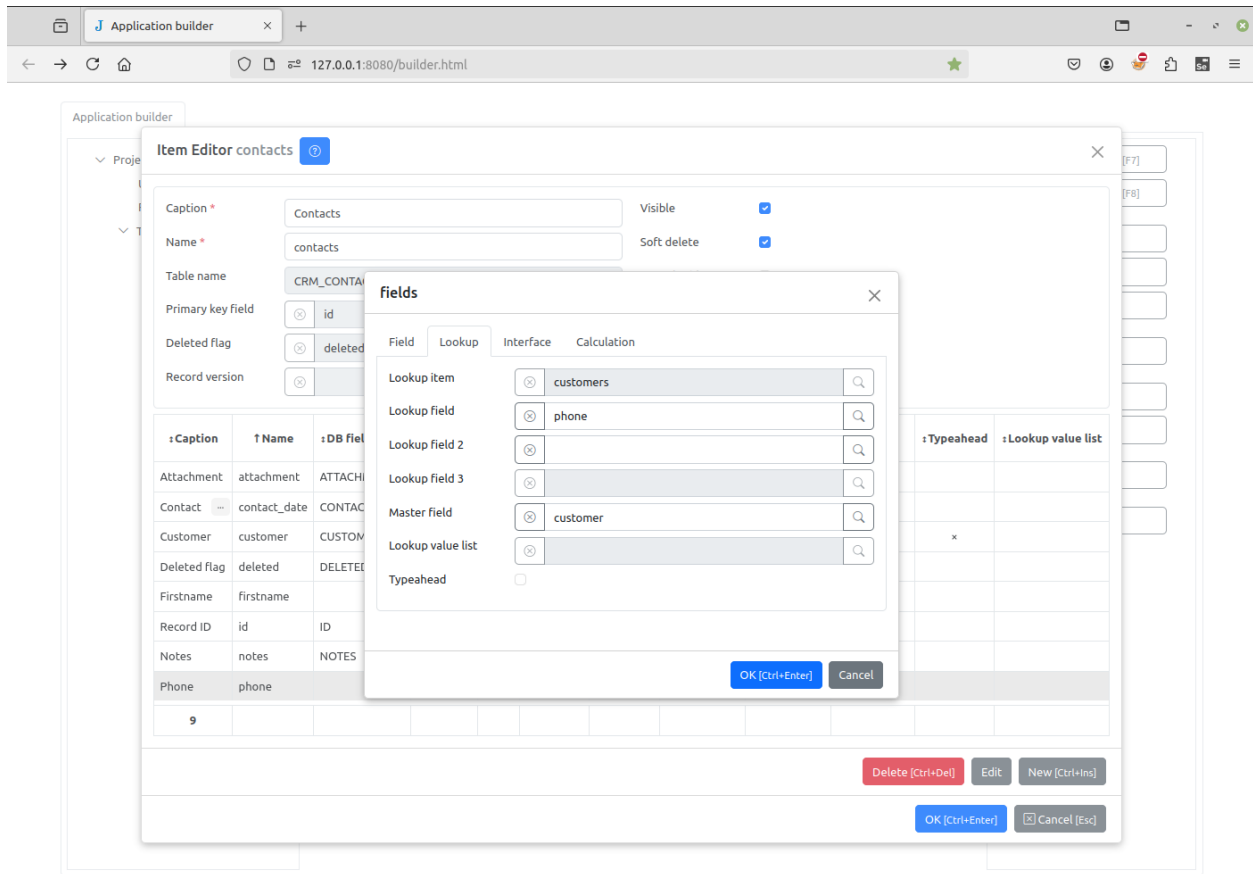 Application builder
127.0.0.1:8080/builder.html
Application builder
Item Editor contacts
Proje
[F7]
[F8]
Caption *
Contacts
Visible
Name *
contacts
Soft delete
Table name
CRM_CONTA
Primary key field
id
Deleted flag
deleted
Record version
fields
Field Lookup Interface Calculation
Lookup item
customers
Lookup field
phone
Lookup field 2
Lookup field 3
Master field
customer
Lookup value list
Typeahead
OK [Ctrl+Enter] Cancel
Caption Name DB fiel Typeahead Lookup value list
Attachment attachment ATTACH
Contact ... contact_date CONTAC
Customer customer CUSTOM ×
Deleted flag deleted DELETED
Firstname firstname
Record ID id ID
Notes notes NOTES
Phone phone
9
Delete [Ctrl+Del] Edit New [Ctrl+Ins]
OK [Ctrl+Enter] Cancel [Esc]